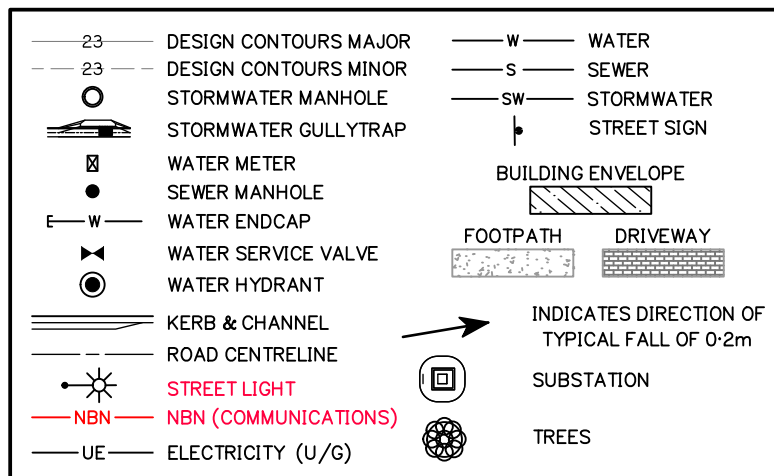 23 DESIGN CONTOURS MAJOR
23 DESIGN CONTOURS MINOR
STORMWATER MANHOLE
STORMWATER GULLYTRAP
WATER METER
SEWER MANHOLE
E W WATER ENDCAP
WATER SERVICE VALVE
WATER HYDRANT
KERB & CHANNEL
ROAD CENTRELINE
STREET LIGHT
NBN NBN (COMMUNICATIONS)
UE ELECTRICITY (U/G)
W WATER
S SEWER
SW STORMWATER
STREET SIGN
BUILDING ENVELOPE
FOOTPATH DRIVEWAY
INDICATES DIRECTION OF
TYPICAL FALL OF 0·2m
SUBSTATION
TREES